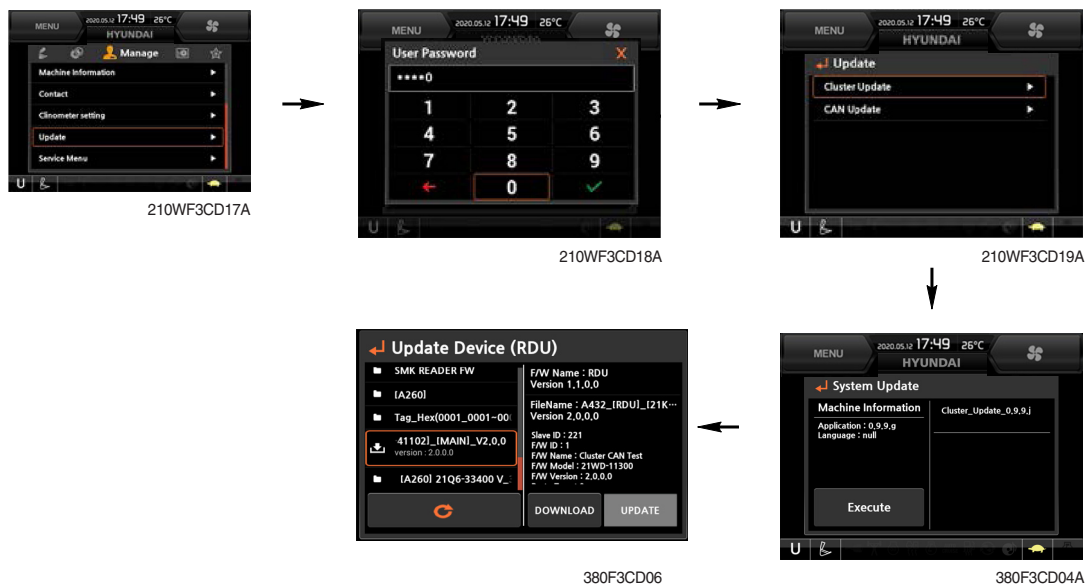 MENU
2020.05.12 17:49 26°C
HYUNDAI
Manage
Machine Information
Contact
Clinometer setting
Update
Service Menu
U
210WF3CD17A
MENU
2020.05.12 17:49 26°C
HYUNDAI
User Password
X
****0
1 2 3
4 5 6
7 8 9
0
U
210WF3CD18A
MENU
2020.05.12 17:49 26°C
HYUNDAI
Update
Cluster Update
CAN Update
U
210WF3CD19A
MENU
2020.05.12 17:49 26°C
HYUNDAI
System Update
Machine Information
Application : 0,9,9,g
Language : null
Cluster_Update_0,9,9,j
Execute
U
380F3CD04A
Update Device (RDU)
SMK READER FW
[A260]
Tag_Hex(0001_0001~00
41102]_[MAIN]_V2,0,0
version : 2.0.0.0
[A260] 21Q6-33400 V_
F/W Name : RDU
Version 1,1,0,0
FileName : A432_[RDU]_[21K…
Version 2,0,0,0
Slave ID : 221
F/W ID : 1
F/W Name : Cluster CAN Test
F/W Model : 21WD-11300
F/W Version : 2,0,0,0
DOWNLOAD
UPDATE
380F3CD06